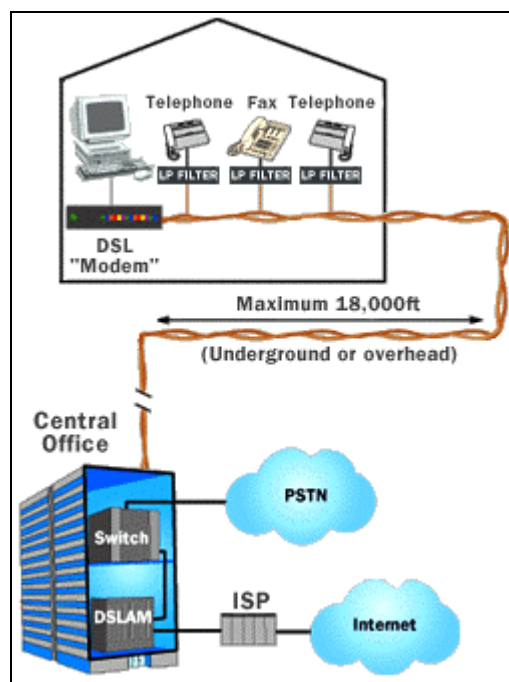 Telephone Fax Telephone
LP FILTER LP FILTER LP FILTER
DSL
"Modem"
Maximum 18,000ft
(Underground or overhead)
Central
Office
PSTN
Switch
ISP
DSLAM
Internet